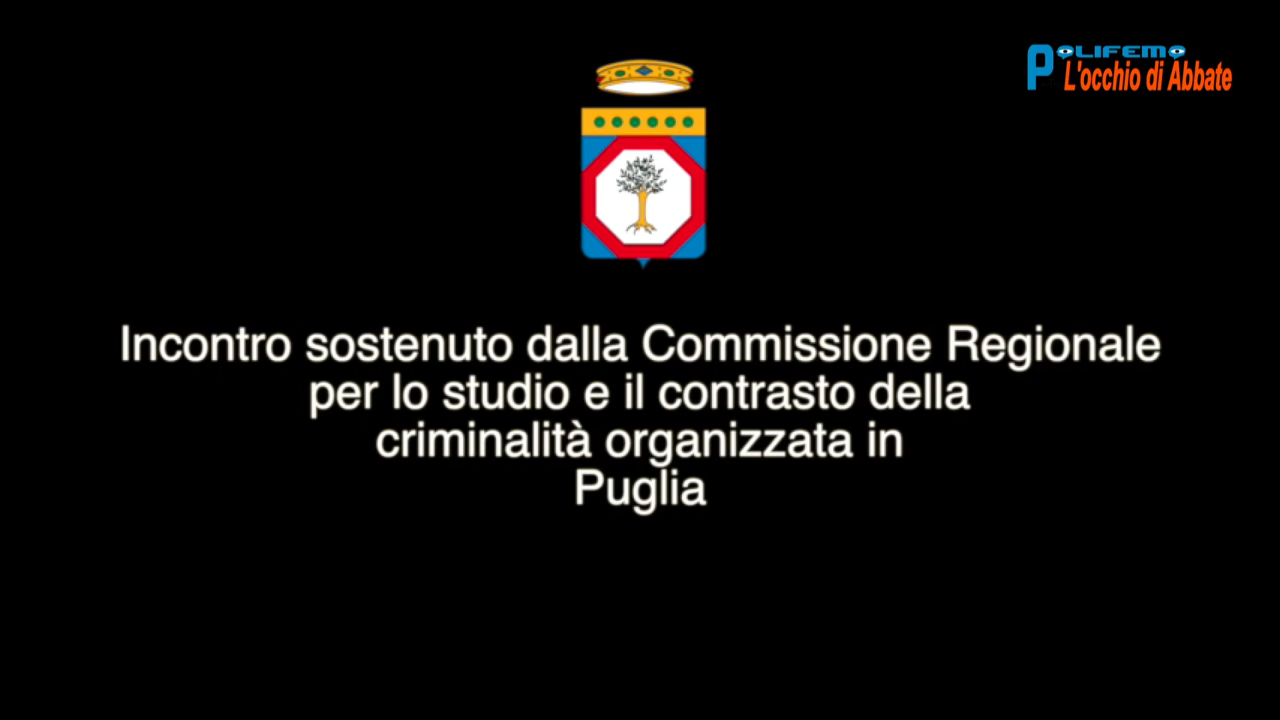 POLIFEMO
L'occhio di Abbate
Incontro sostenuto dalla Commissione Regionale
per lo studio e il contrasto della
criminalità organizzata in
Puglia